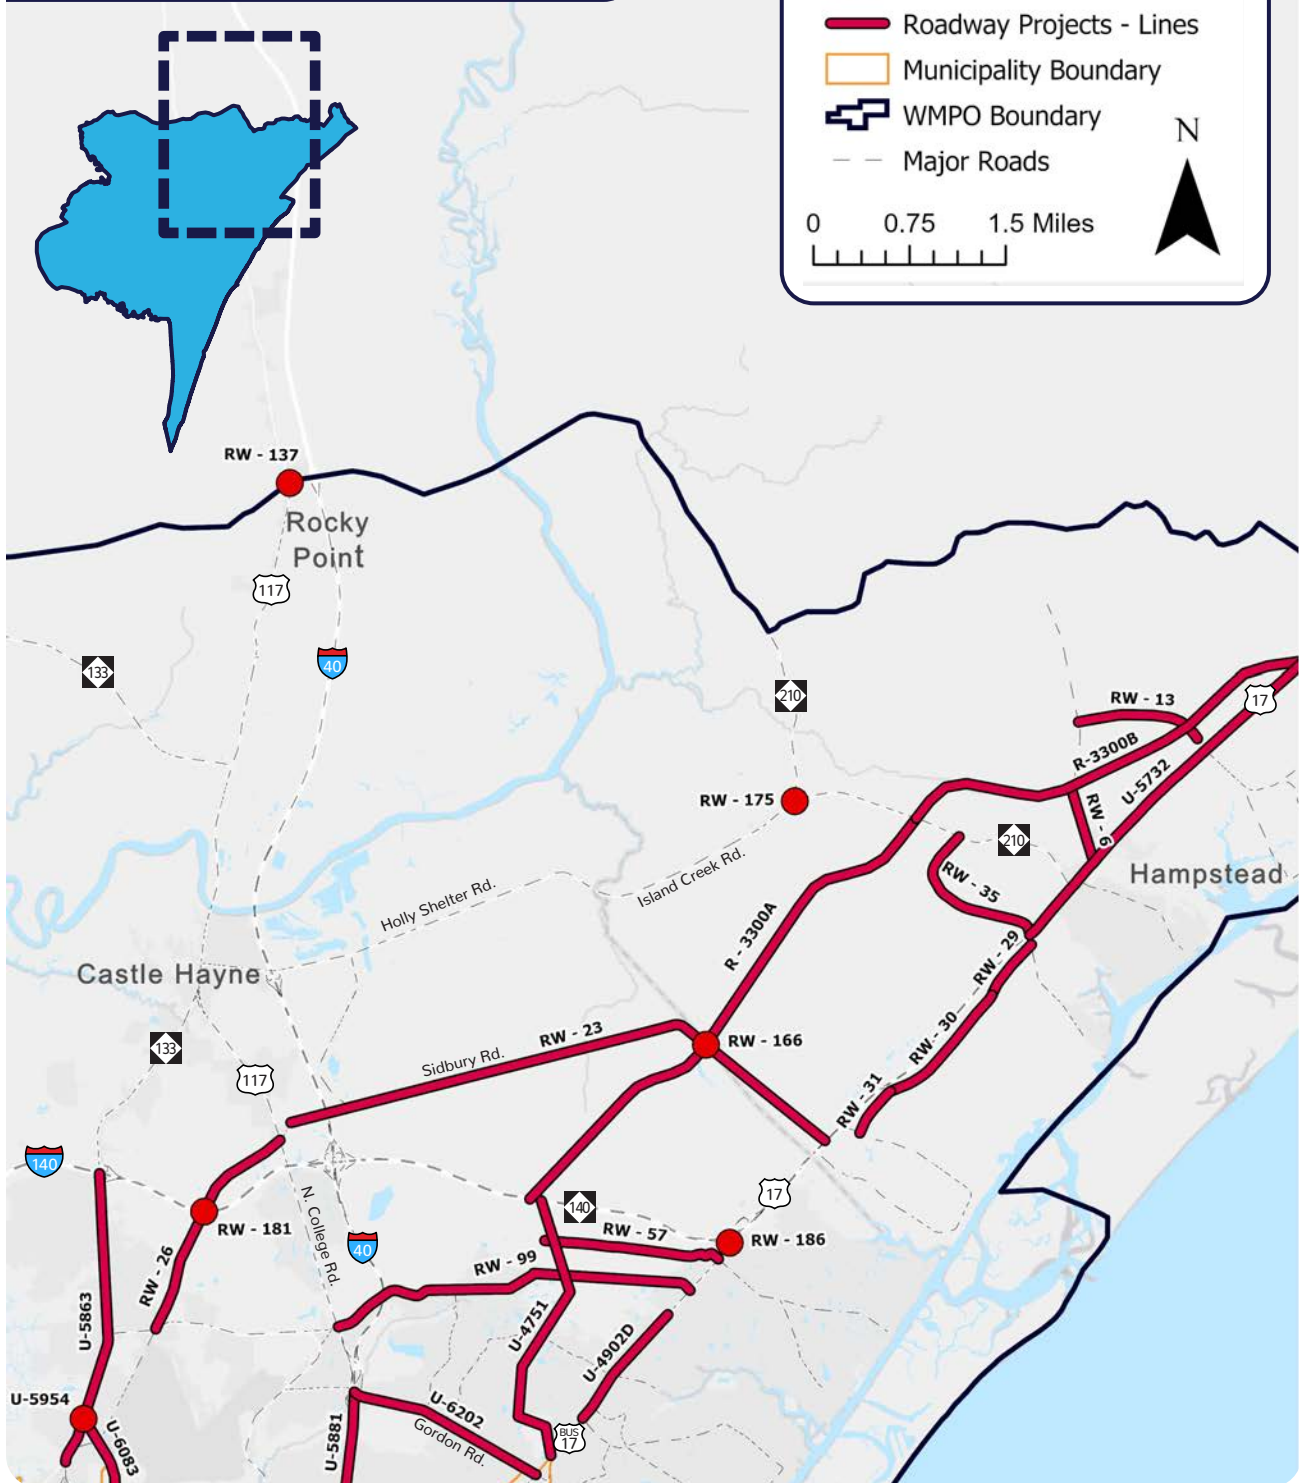 Roadway Projects - Lines
Municipality Boundary
WMPO Boundary
Major Roads
N
0 0.75 1.5 Miles
RW - 137
Rocky
Point
117
40
133
210
RW - 13
17
R-3300B
U-5732
RW - 175
RW - 6
210
Hampstead
Island Creek Rd.
RW - 35
Holly Shelter Rd.
R - 3300A
RW - 29
Castle Hayne
RW - 23
RW - 30
RW - 166
133
Sidbury Rd.
117
RW - 31
140
17
140
N. College Rd.
RW - 181
RW - 57
RW - 186
40
RW - 26
RW - 99
U-5863
U-4751
U-4902D
U-5954
U-6202
BUS
17
U-6083
U-5881
Gordon Rd.